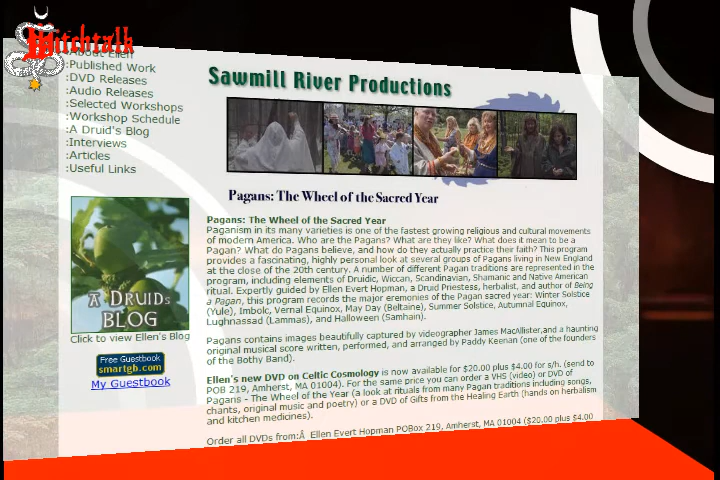 Witchtalk
:About Ellen
:Published Work
:DVD Releases
:Audio Releases
:Selected Workshops
:Workshop Schedule
:A Druid's Blog
:Interviews
:Articles
:Useful Links
A DRUIDS
BLOG
Click to view Ellen's Blog
Free Guestbook
smartgb.com
My Guestbook
Sawmill River Productions
Pagans: The Wheel of the Sacred Year
Pagans: The Wheel of the Sacred Year
Paganism in its many varieties is one of the fastest growing religious and cultural movements
of modern America. Who are the Pagans? What are they like? What does it mean to be a
Pagan? What do Pagans believe, and how do they actually practice their faith? This program
provides a fascinating, highly personal look at several groups of Pagans living in New England
at the close of the 20th century. A number of different Pagan traditions are represented in the
program, including elements of Druidic, Wiccan, Scandinavian, Shamanic and Native American
ritual. Expertly guided by Ellen Evert Hopman, a Druid Priestess, herbalist, and author of Being
a Pagan, this program records the major eremonies of the Pagan sacred year: Winter Solstice
(Yule), Imbolc, Vernal Equinox, May Day (Beltaine), Summer Solstice, Autumnal Equinox,
Lughnassad (Lammas), and Halloween (Samhain).
Pagans contains images beautifully captured by videographer James MacAllister,and a haunting
original musical score written, performed, and arranged by Paddy Keenan (one of the founders
of the Bothy Band).
Ellen's new DVD on Celtic Cosmology is now available for $20.00 plus $4.00 for s/h. (send to
POB 219, Amherst, MA 01004). For the same price you can order a VHS (video) or DVD of
Pagans - The Wheel of the Year (a look at rituals from many Pagan traditions including songs,
chants, original music and poetry) or a DVD of Gifts from the Healing Earth (hands on herbalism
and kitchen medicines).
Order all DVDs from:Â Ellen Evert Hopman POBox 219, Amherst, MA 01004 ($20.00 plus $4.00